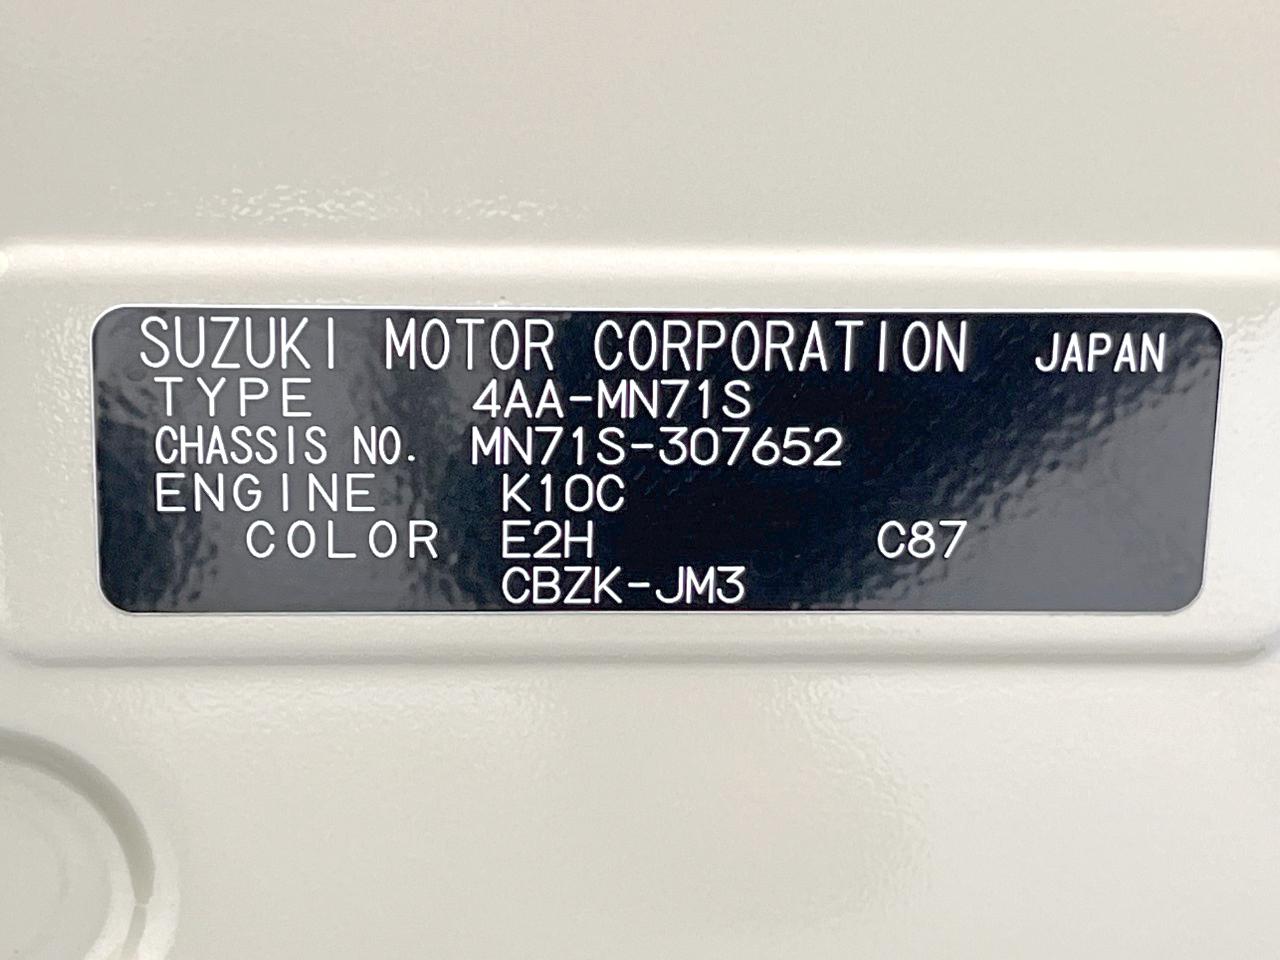 SUZUKI MOTOR CORPORATION JAPAN
TYPE 4AA-MN71S
CHASSIS NO. MN71S-307652
ENGINE K10C
COLOR E2H C87
CBZK-JM3